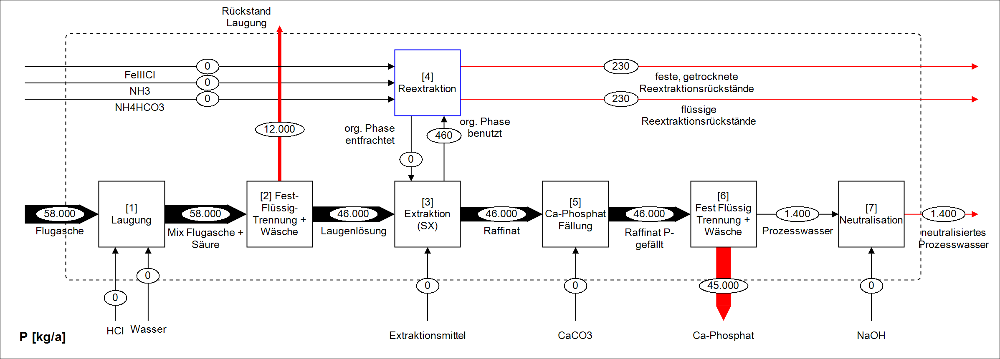 Rückstand
Laugung
0
FeIIICl
0
NH3
0
NH4HCO3
12.000
[4]
Reextraktion
230
feste, getrocknete
Reextraktionsrückstände
230
flüssige
Reextraktionsrückstände
org. Phase
entfrachtet
0
460
org. Phase
benutzt
58.000
Flugasche
[1]
Laugung
58.000
Mix Flugasche +
Säure
[2] Fest-
Flüssig-
Trennung +
Wäsche
46.000
Laugenlösung
[3]
Extraktion
(SX)
46.000
Raffinat
[5]
Ca-Phosphat
Fällung
46.000
Raffinat P-
gefällt
[6]
Fest Flüssig
Trennung +
Wäsche
1.400
Prozesswasser
[7]
Neutralisation
1.400
neutralisiertes
Prozesswasser
0
HCl
0
Wasser
0
Extraktionsmittel
0
CaCO3
45.000
Ca-Phosphat
0
NaOH
P [kg/a]